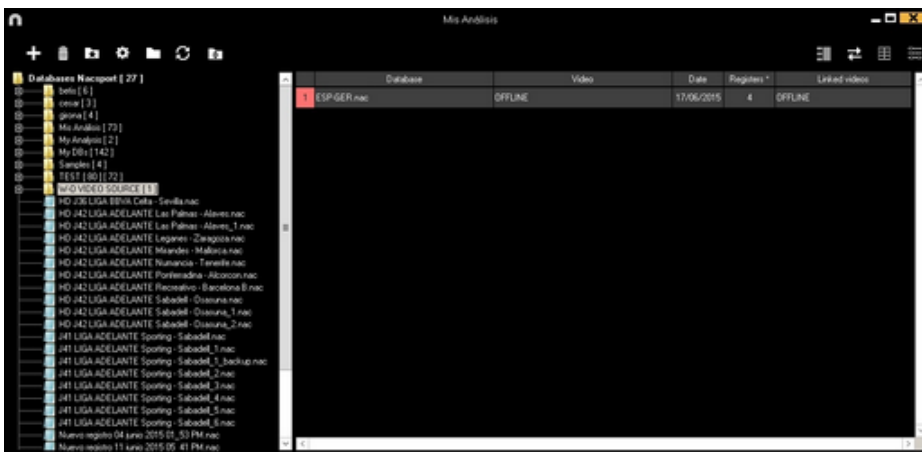 Mis Análisis
Databases Nacsport [ 27 ]
betis [ 6 ]
cesar [ 3 ]
girona [ 4 ]
Mis Análisis [ 73 ]
My Analysis [ 2 ]
My DBs [ 142 ]
Samples [ 4 ]
TEST [ 80 ] [ 72 ]
W-O VIDEO SOURCE [ 1 ]
HD J36 LIGA BBVA Celta - Sevilla.nac
HD J42 LIGA ADELANTE Las Palmas - Alaves.nac
HD J42 LIGA ADELANTE Las Palmas - Alaves_1.nac
HD J42 LIGA ADELANTE Leganes - Zaragoza.nac
HD J42 LIGA ADELANTE Mirandes - Mallorca.nac
HD J42 LIGA ADELANTE Numancia - Tenerife.nac
HD J42 LIGA ADELANTE Ponferradina - Alcorcon.nac
HD J42 LIGA ADELANTE Recreativo - Barcelona B.nac
HD J42 LIGA ADELANTE Sabadell - Osasuna.nac
HD J42 LIGA ADELANTE Sabadell - Osasuna_1.nac
HD J42 LIGA ADELANTE Sabadell - Osasuna_2.nac
J41 LIGA ADELANTE Sporting - Sabadell.nac
J41 LIGA ADELANTE Sporting - Sabadell_1.nac
J41 LIGA ADELANTE Sporting - Sabadell_1_backup.nac
J41 LIGA ADELANTE Sporting - Sabadell_2.nac
J41 LIGA ADELANTE Sporting - Sabadell_3.nac
J41 LIGA ADELANTE Sporting - Sabadell_4.nac
J41 LIGA ADELANTE Sporting - Sabadell_5.nac
J41 LIGA ADELANTE Sporting - Sabadell_6.nac
Nuevo registro 04 junio 2015 01_53 PM.nac
Nuevo registro 11 junio 2015 05_41 PM.nac
Database Video Date Registers * Linked videos
1 ESP-GER.nac OFFLINE 17/06/2015 4 OFFLINE